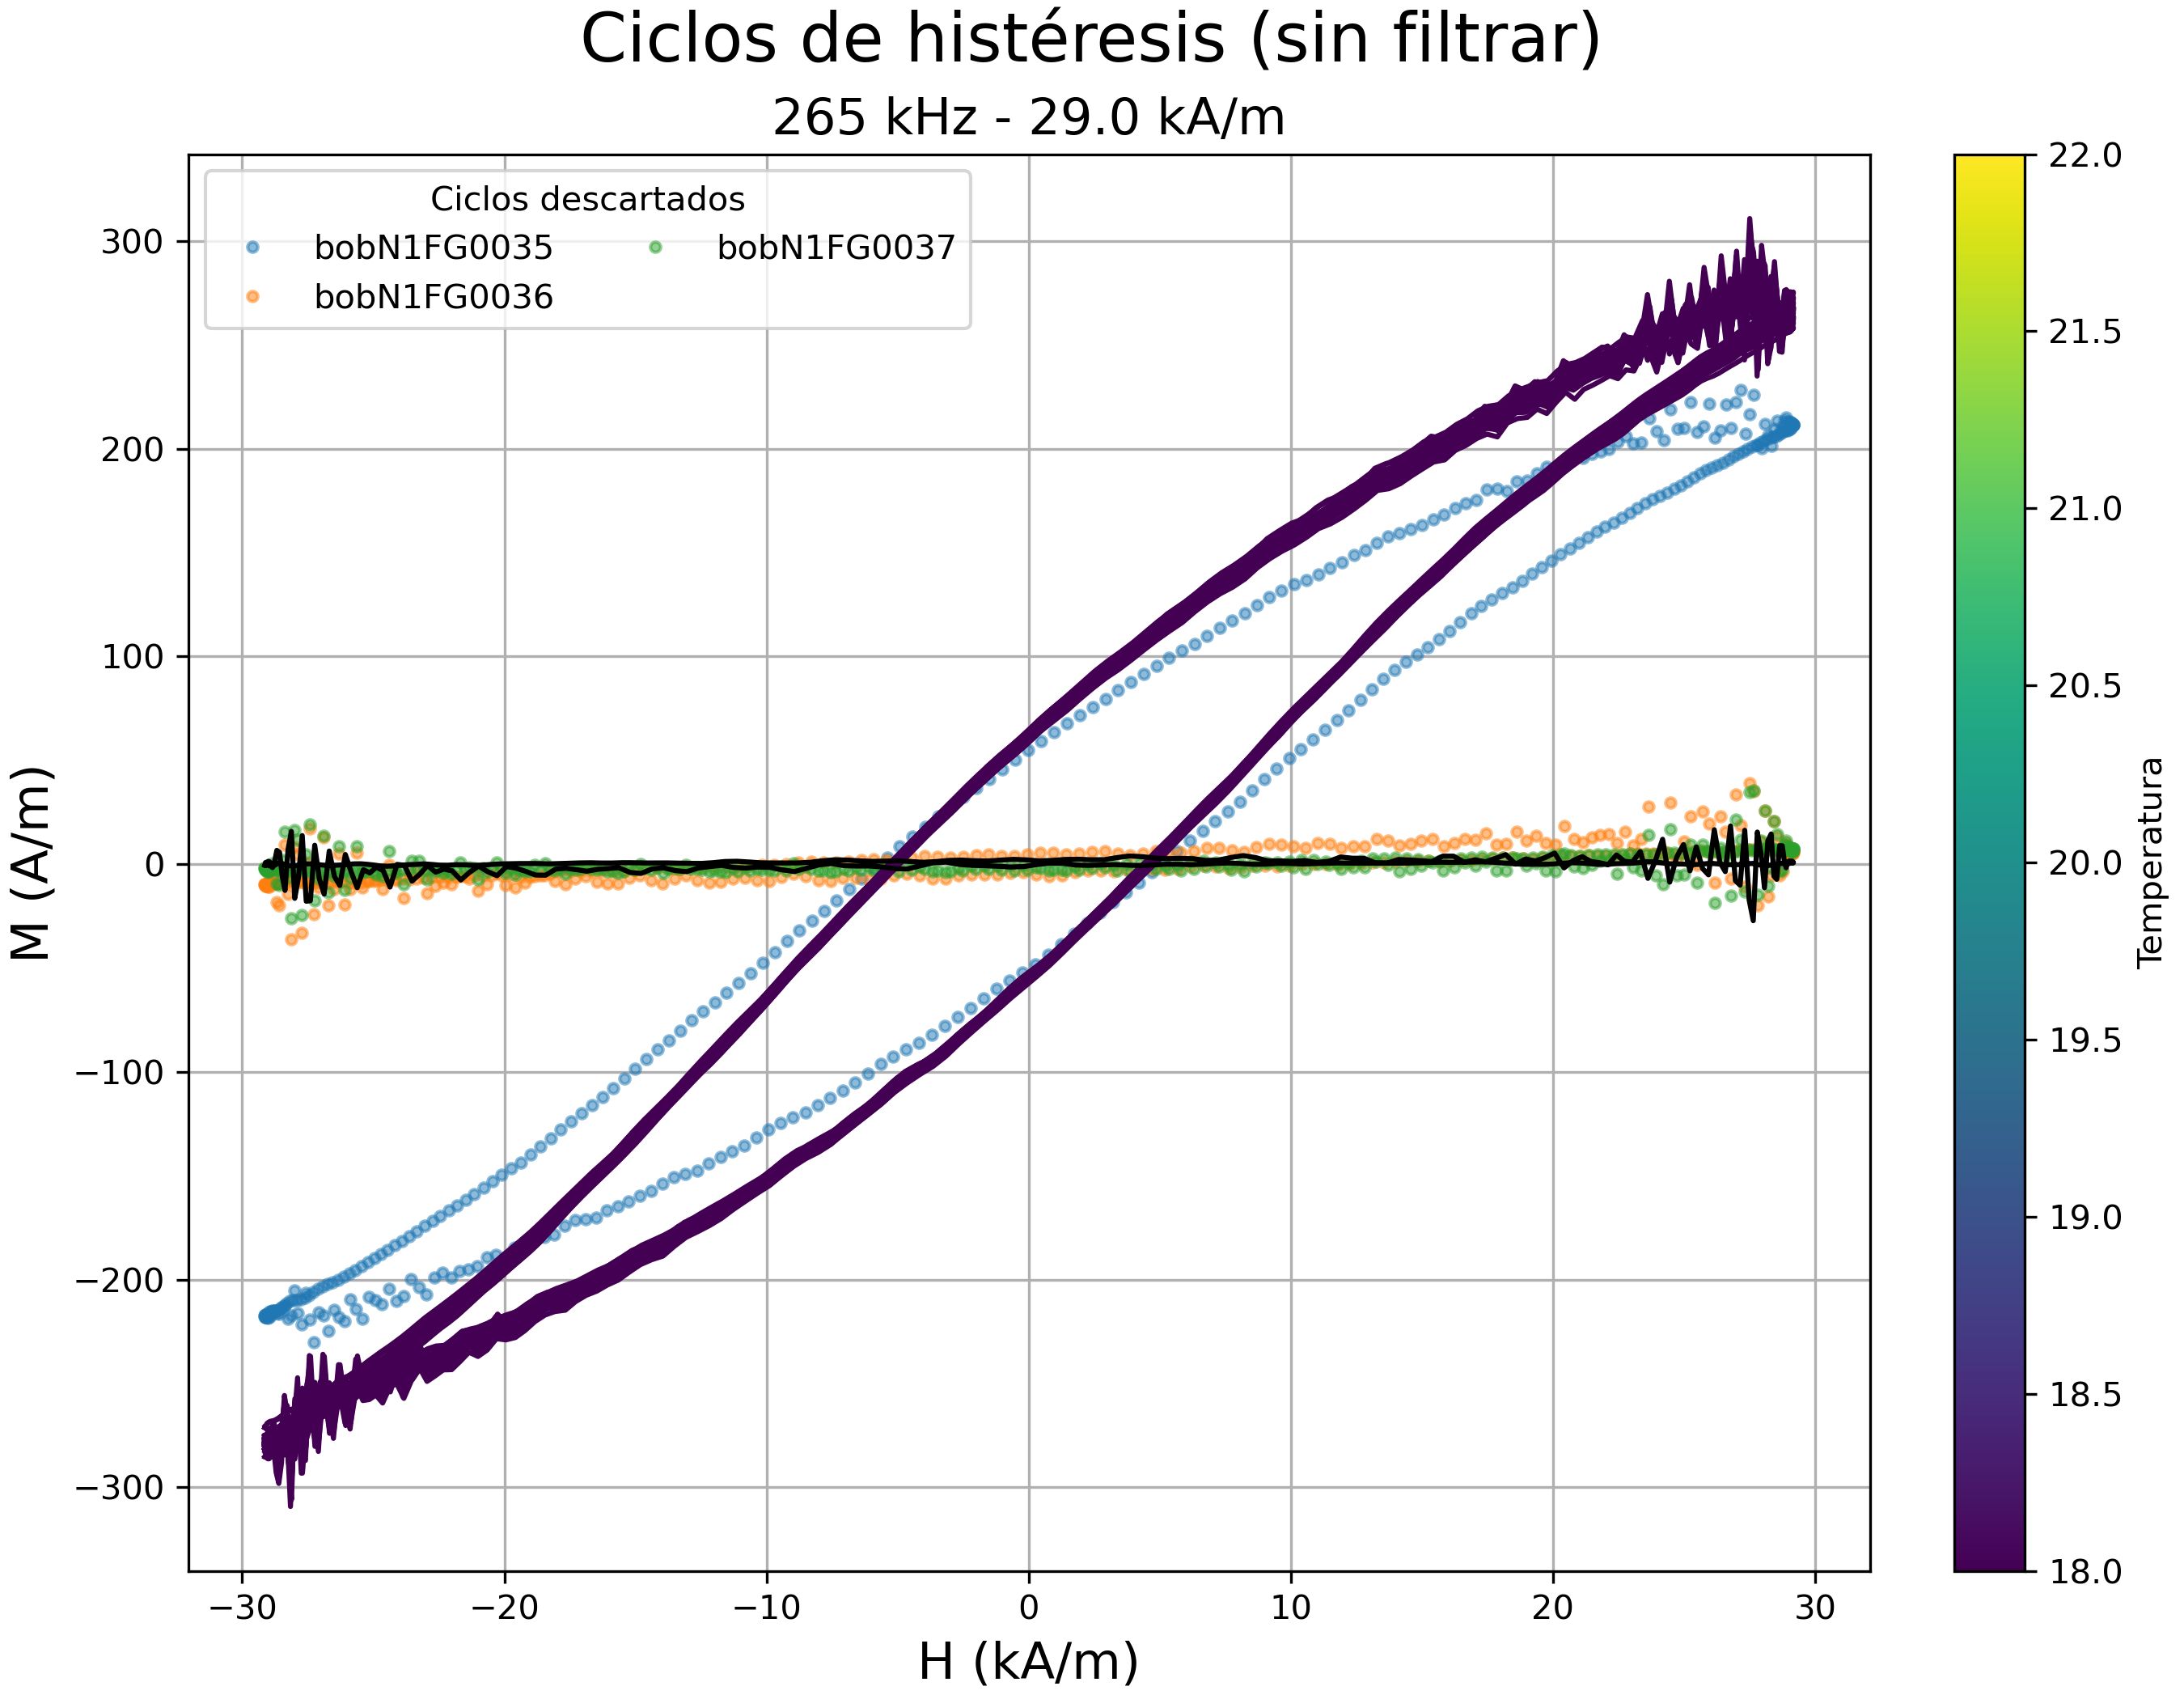 Ciclos de histéresis (sin filtrar)
265 kHz - 29.0 kA/m
Ciclos descartados
bobN1FG0035
bobN1FG0036
bobN1FG0037
300
200
100
0
−100
−200
−300
M (A/m)
−30 −20 −10 0 10 20 30
H (kA/m)
22.0
21.5
21.0
20.5
20.0
19.5
19.0
18.5
18.0
Temperatura